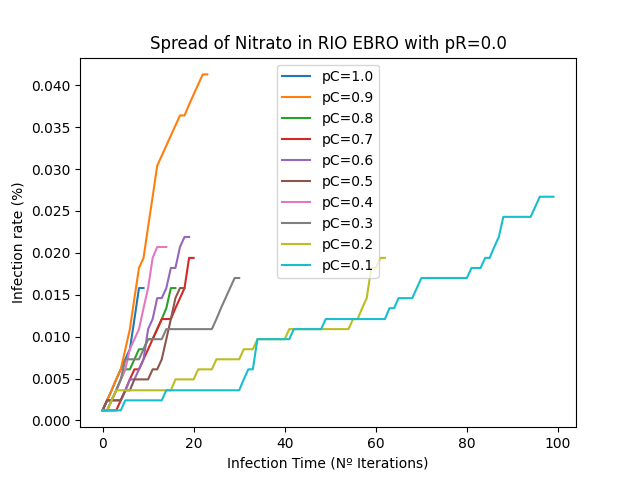 Spread of Nitrato in RIO EBRO with pR=0.0
pC=1.0
pC=0.9
pC=0.8
pC=0.7
pC=0.6
pC=0.5
pC=0.4
pC=0.3
pC=0.2
pC=0.1
Infection rate (%)
0.040
0.035
0.030
0.025
0.020
0.015
0.010
0.005
0.000
0 20 40 60 80 100
Infection Time (Nº Iterations)